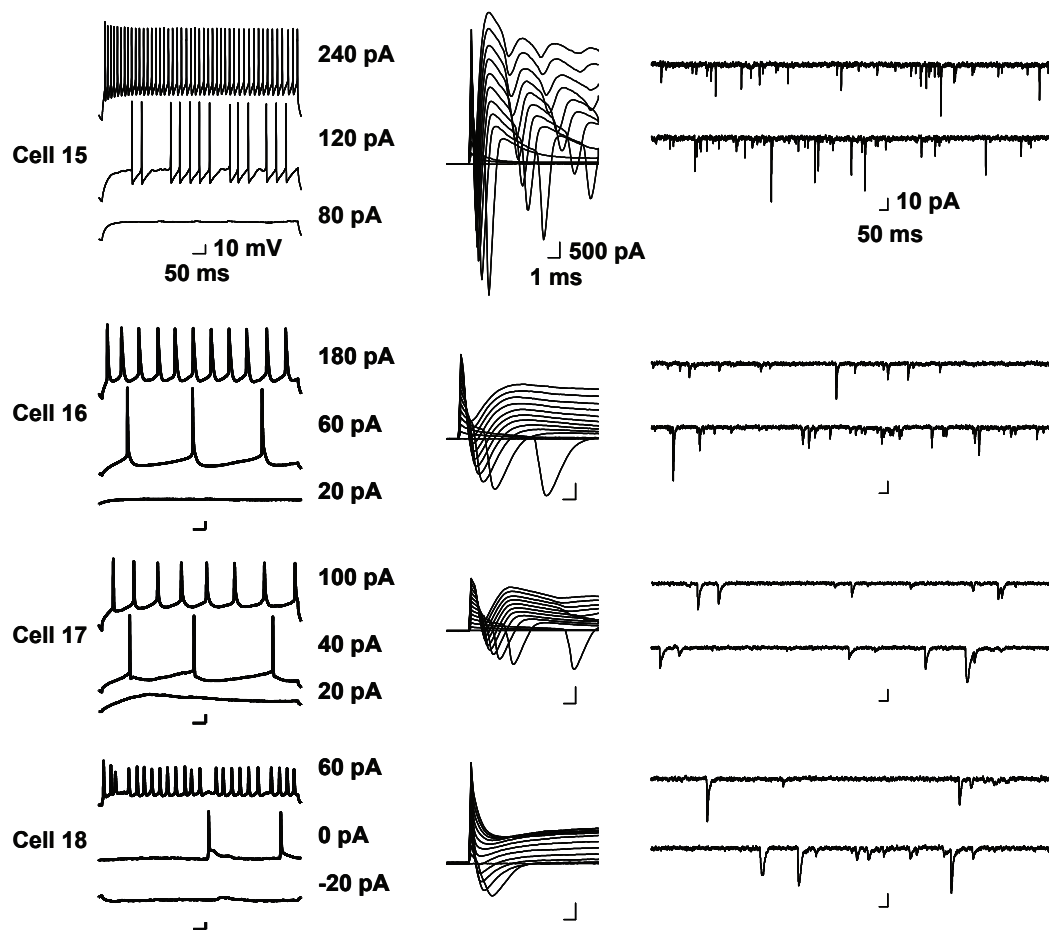 240 pA
120 pA
Cell 15
80 pA
10 mV
50 ms
500 pA
1 ms
10 pA
50 ms
180 pA
Cell 16
60 pA
20 pA
100 pA
Cell 17
40 pA
20 pA
60 pA
Cell 18
0 pA
-20 pA